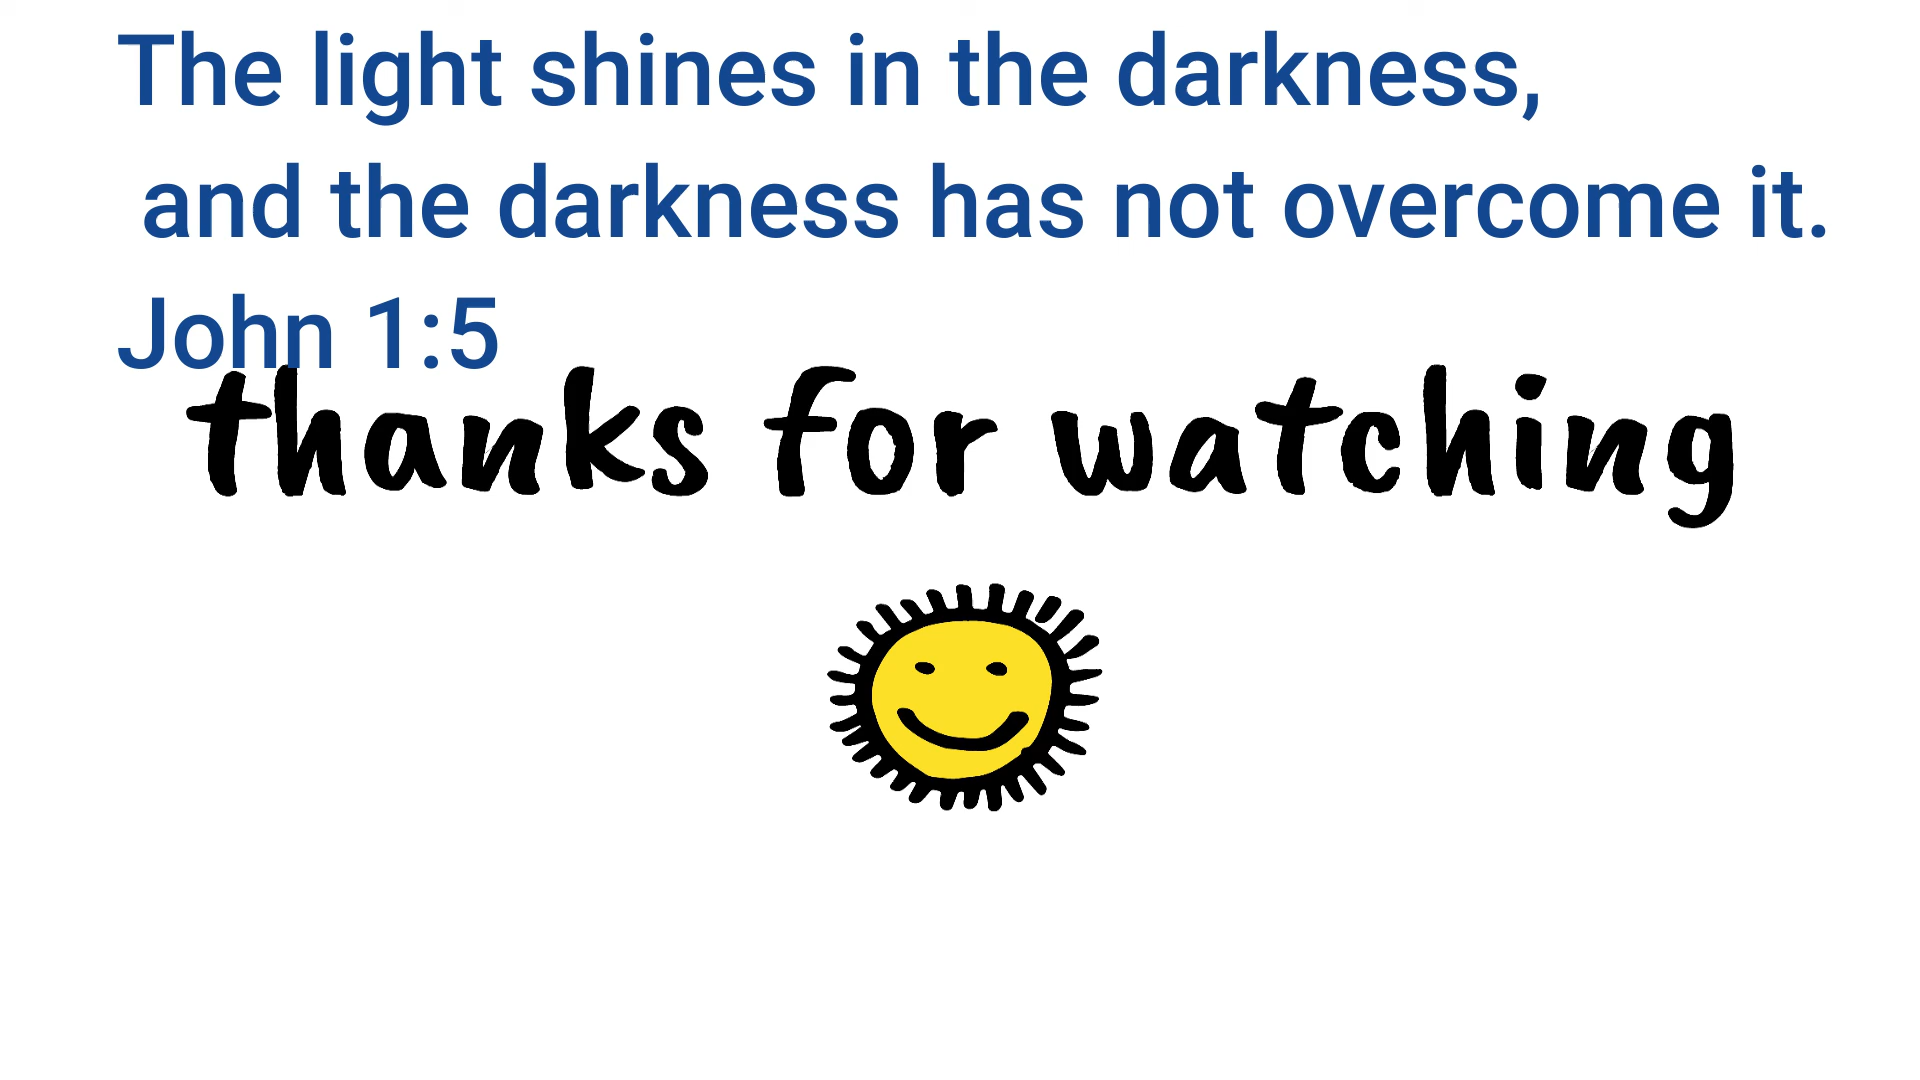 The light shines in the darkness,
and the darkness has not overcome it.
John 1:5
thanks for watching